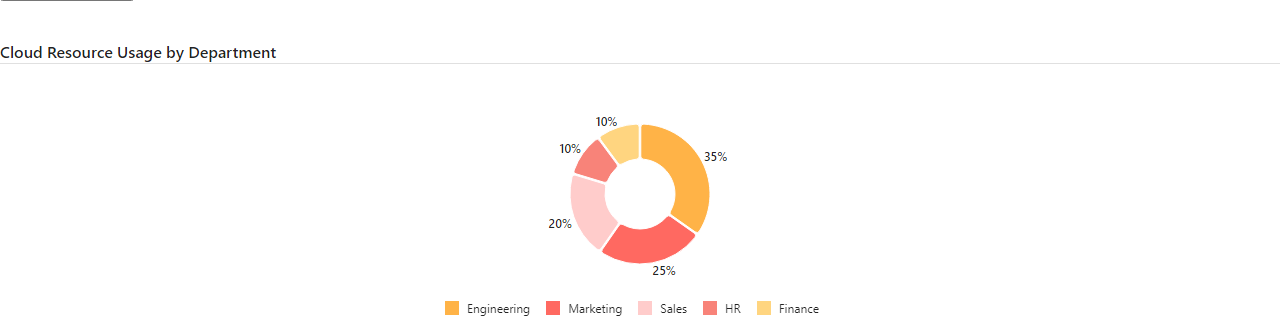 Cloud Resource Usage by Department
10%
10%
35%
20%
25%
Engineering Marketing Sales HR Finance